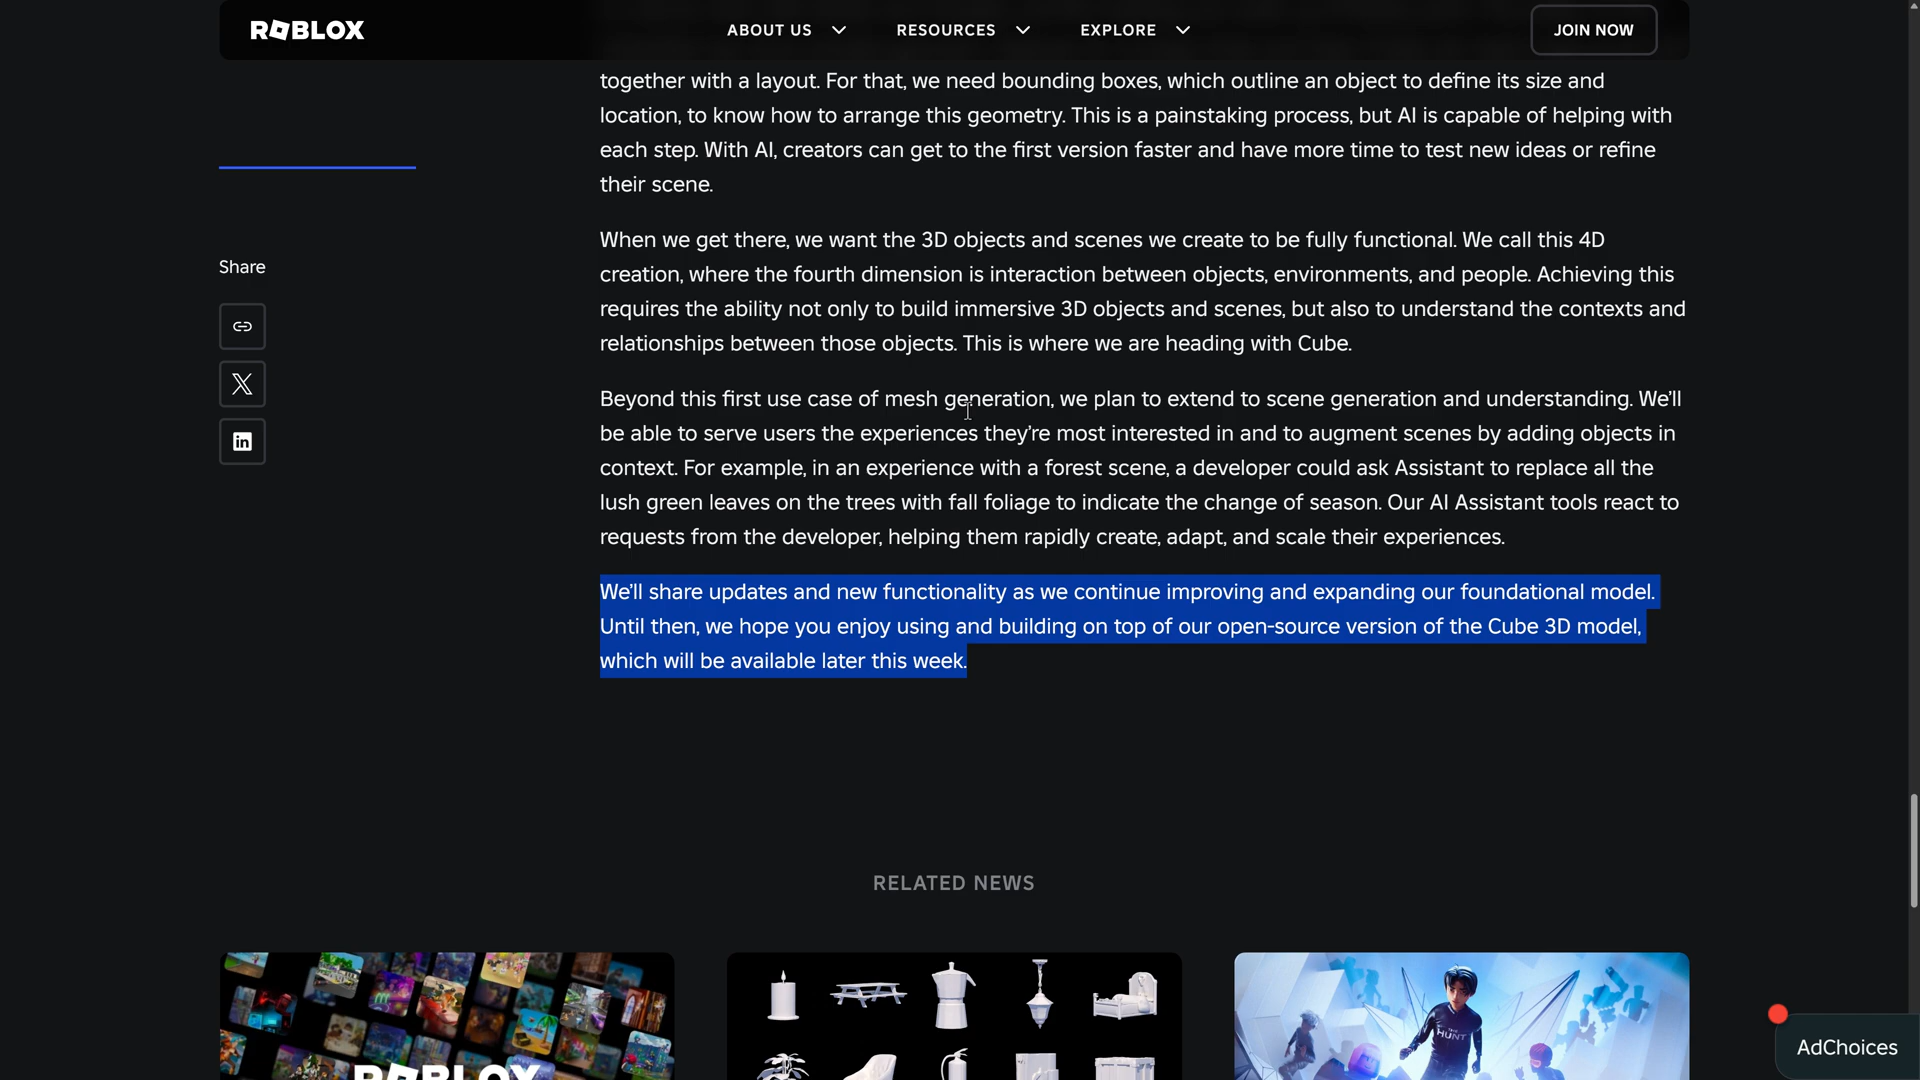 ROBLOX
ABOUT US
RESOURCES
EXPLORE
JOIN NOW
together with a layout. For that, we need bounding boxes, which outline an object to define its size and
location, to know how to arrange this geometry. This is a painstaking process, but AI is capable of helping with
each step. With AI, creators can get to the first version faster and have more time to test new ideas or refine
their scene.
Share
When we get there, we want the 3D objects and scenes we create to be fully functional. We call this 4D
creation, where the fourth dimension is interaction between objects, environments, and people. Achieving this
requires the ability not only to build immersive 3D objects and scenes, but also to understand the contexts and
relationships between those objects. This is where we are heading with Cube.
Beyond this first use case of mesh generation, we plan to extend to scene generation and understanding. We’ll
be able to serve users the experiences they’re most interested in and to augment scenes by adding objects in
context. For example, in an experience with a forest scene, a developer could ask Assistant to replace all the
lush green leaves on the trees with fall foliage to indicate the change of season. Our AI Assistant tools react to
requests from the developer, helping them rapidly create, adapt, and scale their experiences.
We’ll share updates and new functionality as we continue improving and expanding our foundational model.
Until then, we hope you enjoy using and building on top of our open-source version of the Cube 3D model,
which will be available later this week.
RELATED NEWS
ROBLOX
THE
HUNT
AdChoices